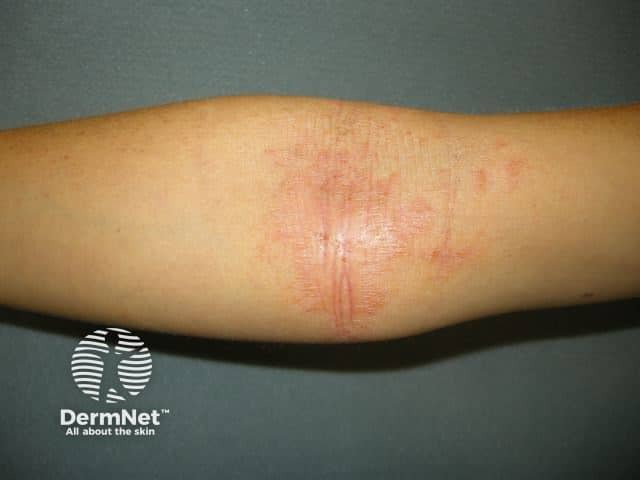 DermNet™
All about the skin